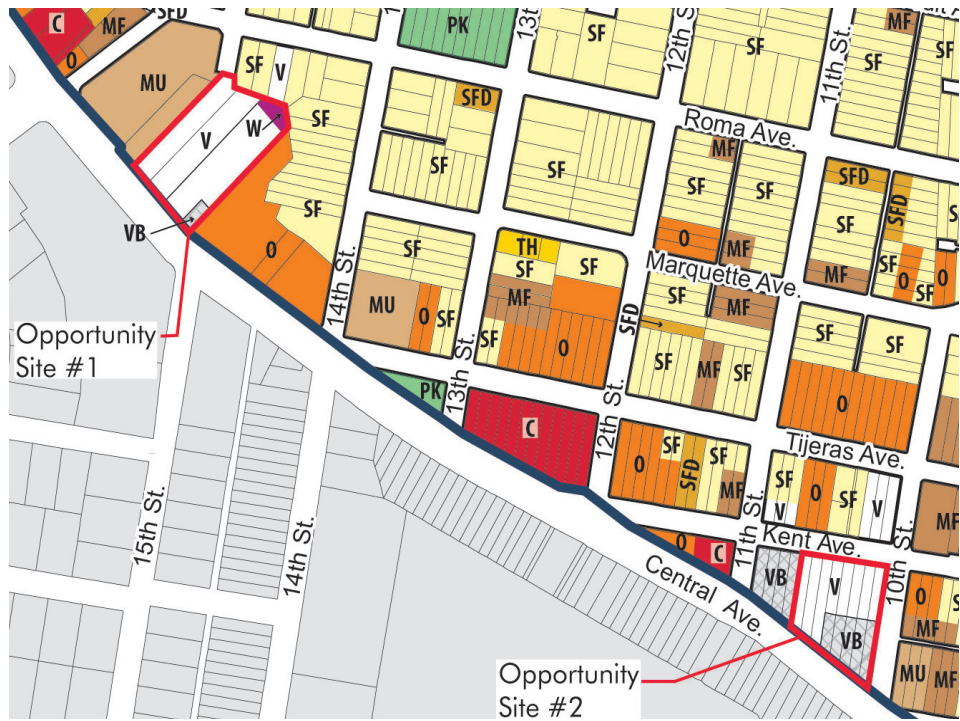 C
MF
O
MU
SF
V
V
W
SF
VB
O
SF
Opportunity
Site #1
PK
SF
SF
SF
SFD
SF
SF
MF
SF
Roma Ave.
MF
SF
SF
O
MF
SFD
SF
MF
SFD
SF
O
SF
O
Marquette Ave.
SF
MU
O
SF
TH
SF
SF
MF
SF
O
SFD
SF
MF
SF
MF
SF
SF
SF
O
Tijeras Ave.
PK
C
O
SF
SFD
SF
MF
SF
V
O
SF
V
MF
Kent Ave.
O
C
VB
V
VB
O
MF
MU
MF
Central Ave.
15th St.
14th St.
14th St.
13th St.
12th St.
12th St.
11th St.
11th St.
10th St.
Opportunity
Site #2